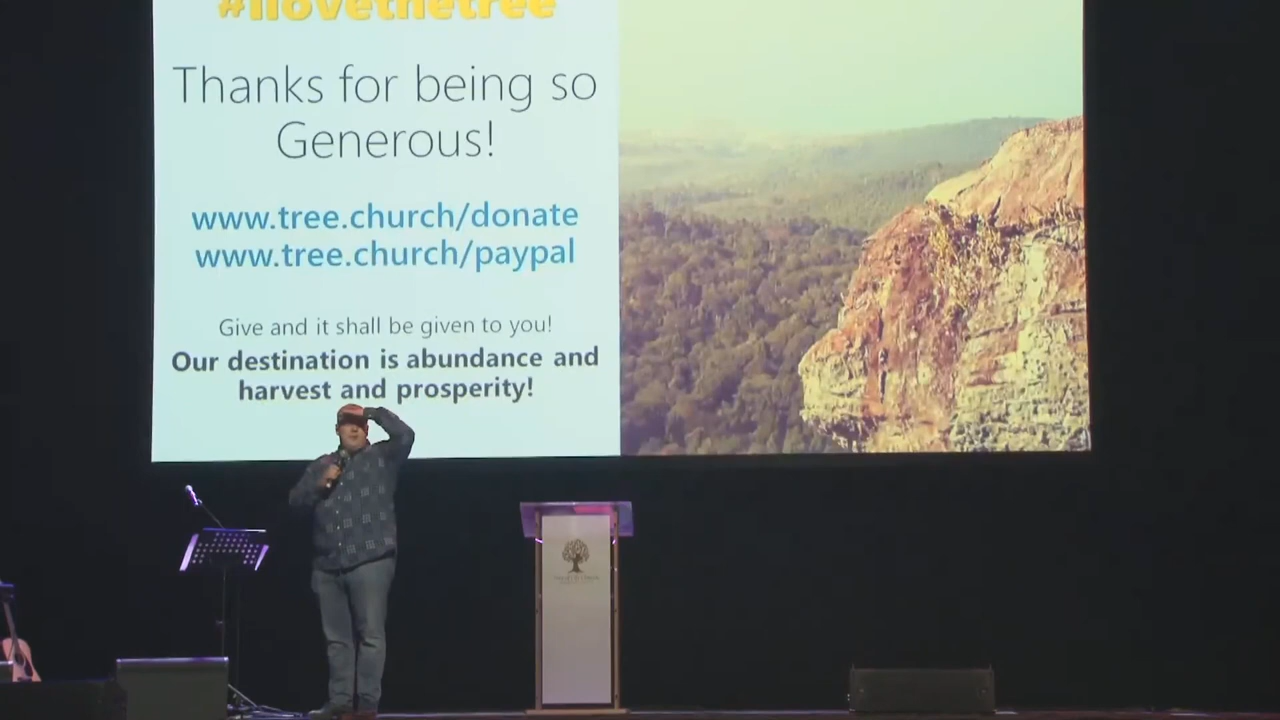 #ilovethetree
Thanks for being so
Generous!
www.tree.church/donate
www.tree.church/paypal
Give and it shall be given to you!
Our destination is abundance and
harvest and prosperity!